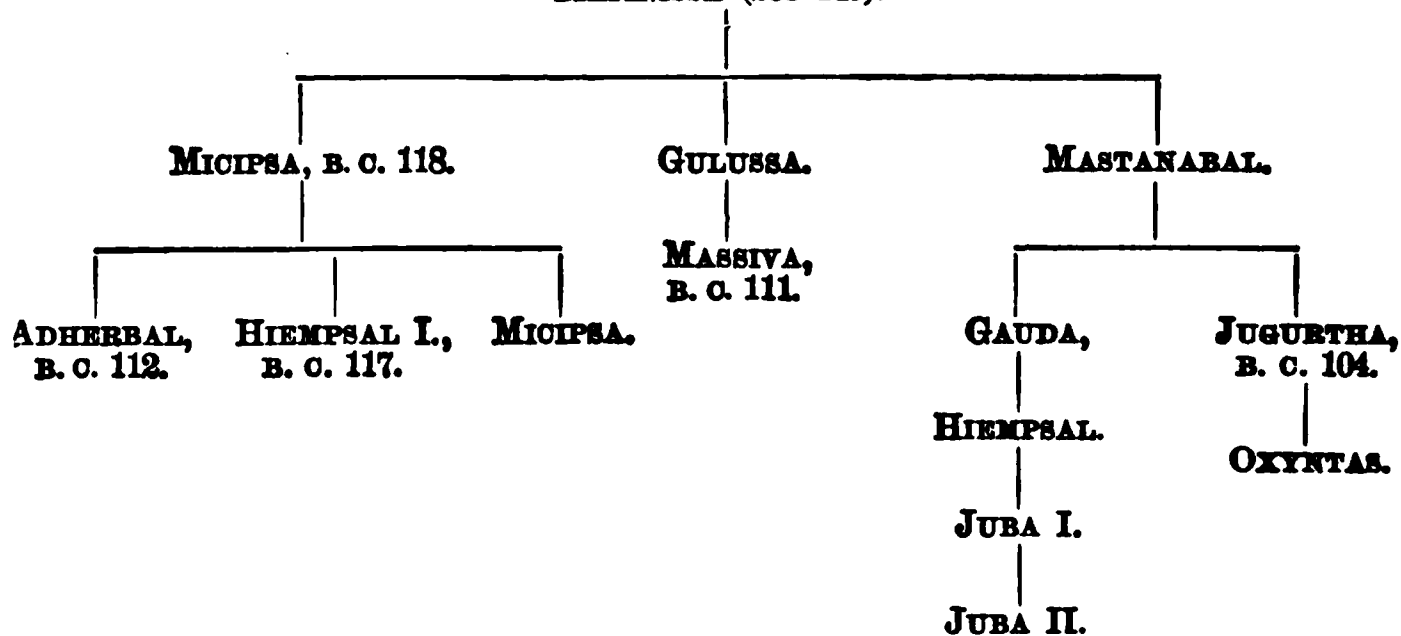 MICIPSA, B. C. 118.
GULUSSA.
MASTANABAL.
MASSIVA,
B. C. 111.
ADHERBAL,
B. C. 112.
HIEMPSAL I.,
B. C. 117.
MICIPSA.
GAUDA,
JUGURTHA,
B. C. 104.
HIEMPSAL.
OXYNTAS.
JUBA I.
JUBA II.